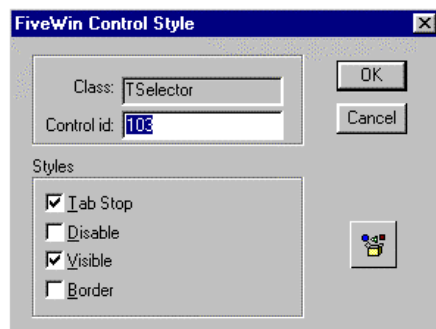 FiveWin Control Style
Class: TSelector
Control id: 103
OK
Cancel
Styles
Tab Stop
Disable
Visible
Border